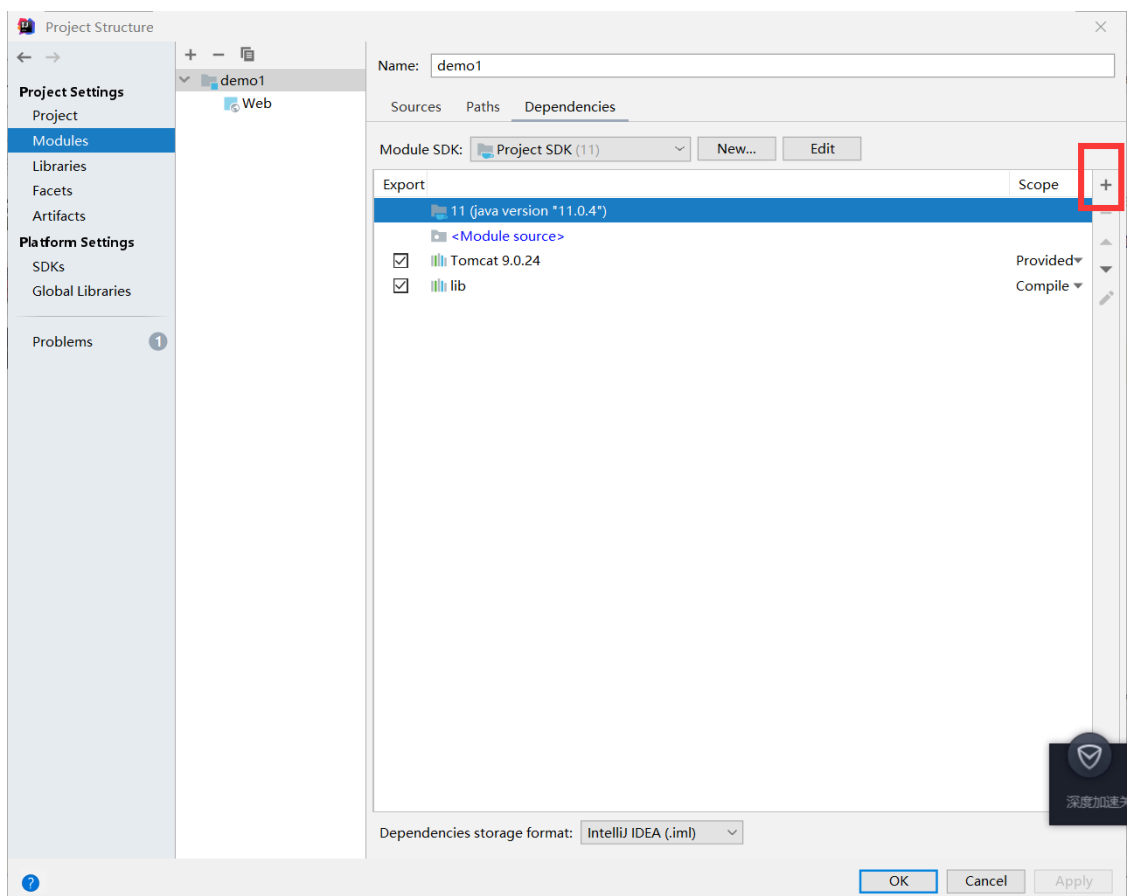 Project Structure
Project Settings
Project
Modules
Libraries
Facets
Artifacts
Platform Settings
SDKs
Global Libraries
Problems
1
demo1
Web
Name: demo1
Sources Paths Dependencies
Module SDK: Project SDK (11) New... Edit
Export Scope
11 (java version "11.0.4")
<Module source>
Tomcat 9.0.24 Provided
lib Compile
深度加速关
Dependencies storage format: IntelliJ IDEA (.iml)
? OK Cancel Apply